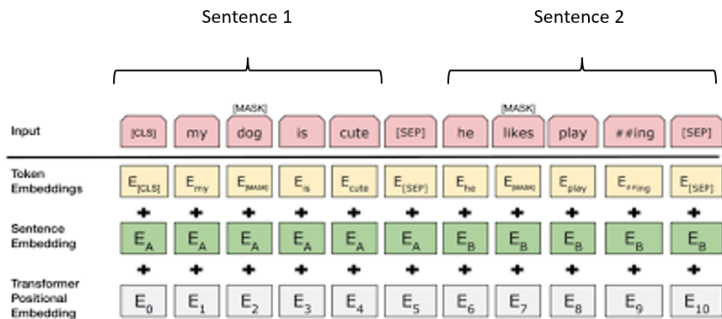 Sentence 1 Sentence 2
[MASK] [MASK]
Input [CLS] my dog is cute [SEP] he likes play ##ing [SEP]
Token
Embeddings
E[CLS] Emy E[MASK] Eis Ecute E[SEP] Ehe E[MASK] Eplay E##ing E[SEP]
+ + + + + + + + + + +
Sentence
Embedding
EA EA EA EA EA EA EB EB EB EB EB
+ + + + + + + + + + +
Transformer
Positional
Embedding
E0 E1 E2 E3 E4 E5 E6 E7 E8 E9 E10